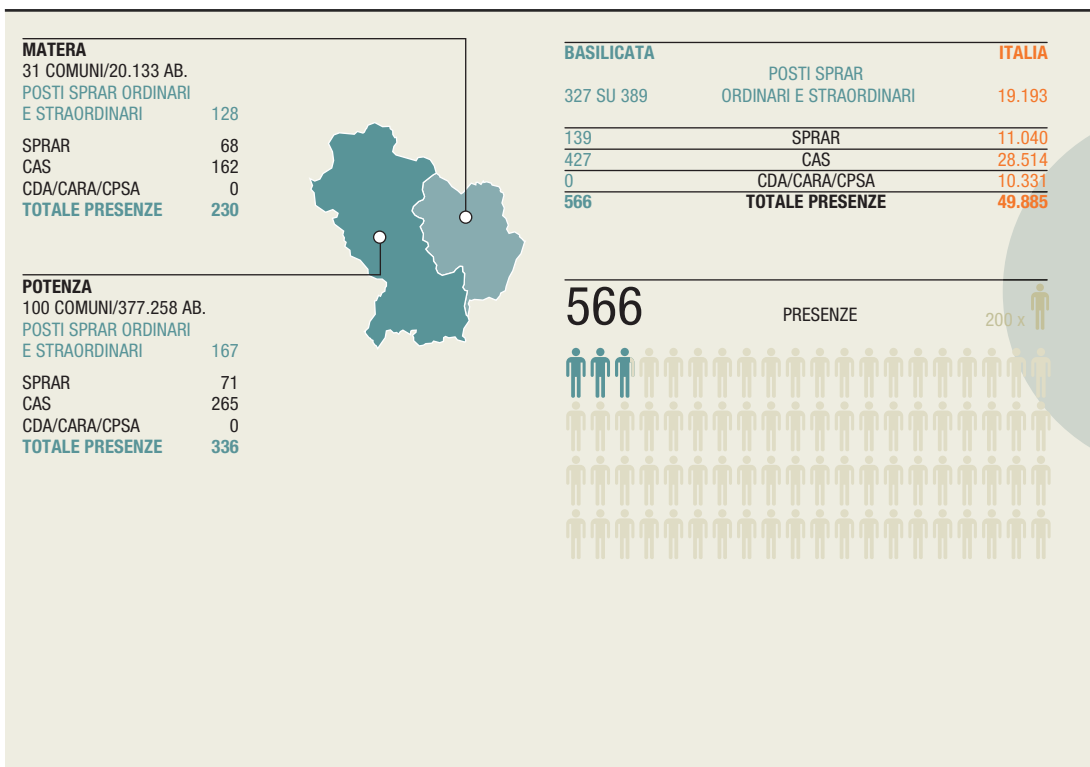 MATERA
31 COMUNI/20.133 AB.
POSTI SPRAR ORDINARI
E STRAORDINARI 128
SPRAR 68
CAS 162
CDA/CARA/CPSA 0
TOTALE PRESENZE 230
POTENZA
100 COMUNI/377.258 AB.
POSTI SPRAR ORDINARI
E STRAORDINARI 167
SPRAR 71
CAS 265
CDA/CARA/CPSA 0
TOTALE PRESENZE 336
BASILICATA ITALIA
POSTI SPRAR
327 SU 389 ORDINARI E STRAORDINARI 19.193
139 SPRAR 11.040
427 CAS 28.514
0 CDA/CARA/CPSA 10.331
566 TOTALE PRESENZE 49.885
566 PRESENZE 200 x